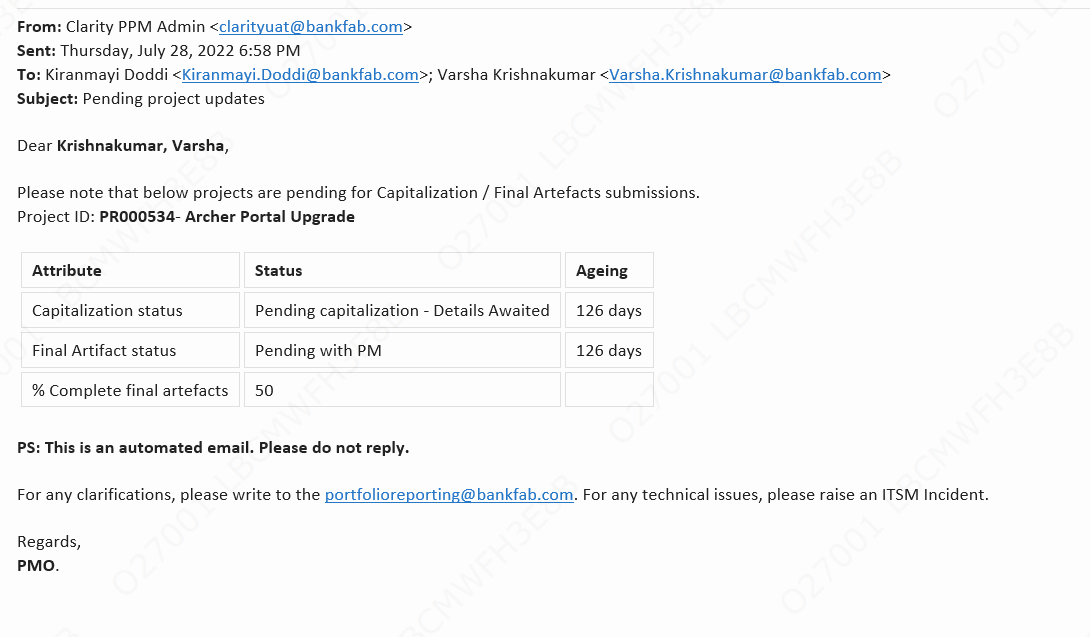 From: Clarity PPM Admin <clarityuat@bankfab.com>
Sent: Thursday, July 28, 2022 6:58 PM
To: Kiranmayi Doddi <Kiranmayi.Doddi@bankfab.com>; Varsha Krishnakumar <Varsha.Krishnakumar@bankfab.com>
Subject: Pending project updates
Dear Krishnakumar, Varsha,
Please note that below projects are pending for Capitalization / Final Artefacts submissions.
Project ID: PR000534- Archer Portal Upgrade
Attribute Status Ageing
Capitalization status Pending capitalization - Details Awaited 126 days
Final Artifact status Pending with PM 126 days
% Complete final artefacts 50
PS: This is an automated email. Please do not reply.
For any clarifications, please write to the portfolioreporting@bankfab.com. For any technical issues, please raise an ITSM Incident.
Regards,
PMO.
O27001 LBCMWFH3E8B